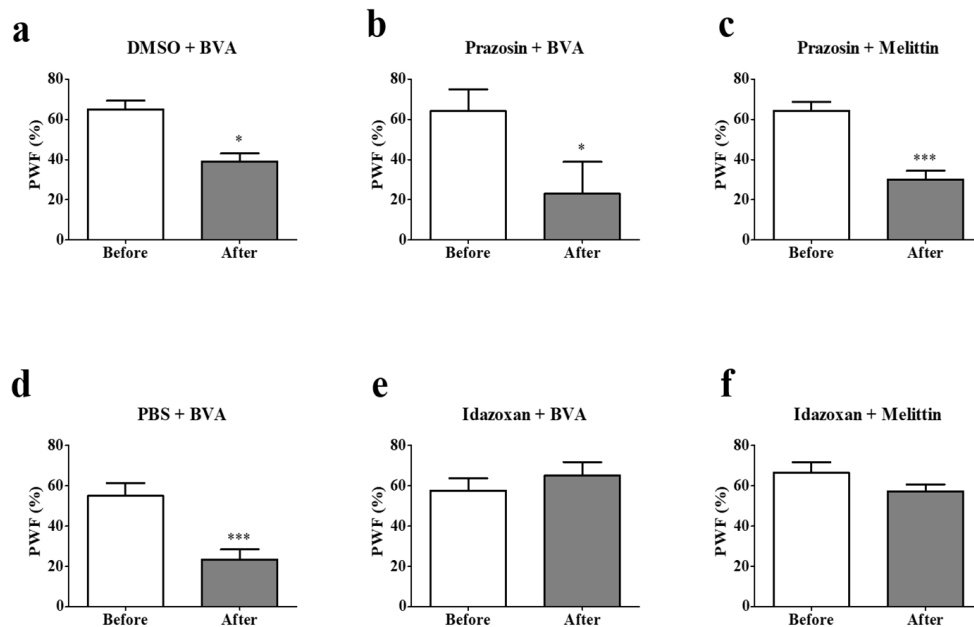 a
DMSO + BVA
PWF (%)
80
60
40
20
0
*
Before After
b
Prazosin + BVA
PWF (%)
80
60
40
20
0
*
Before After
c
Prazosin + Melittin
PWF (%)
80
60
40
20
0
***
Before After
d
PBS + BVA
PWF (%)
80
60
40
20
0
***
Before After
e
Idazoxan + BVA
PWF (%)
80
60
40
20
0
Before After
f
Idazoxan + Melittin
PWF (%)
80
60
40
20
0
Before After